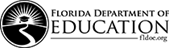 FLORIDA DEPARTMENT OF
EDUCATION
fldoe.org